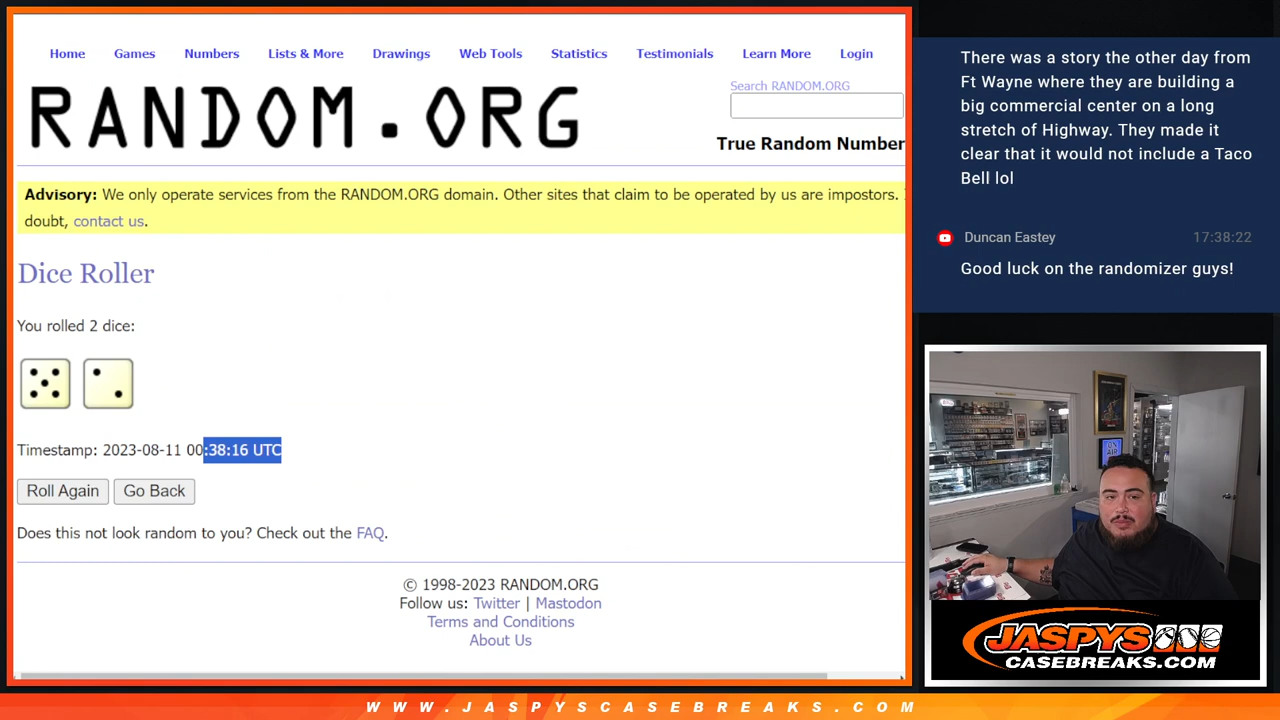 Home Games Numbers Lists & More Drawings Web Tools Statistics Testimonials Learn More Login
RANDOM.ORG
Search RANDOM.ORG
True Random Number
Advisory: We only operate services from the RANDOM.ORG domain. Other sites that claim to be operated by us are impostors.
doubt, contact us.
Dice Roller
You rolled 2 dice:
Timestamp: 2023-08-11 00:38:16 UTC
Roll Again Go Back
Does this not look random to you? Check out the FAQ.
© 1998-2023 RANDOM.ORG
Follow us: Twitter | Mastodon
Terms and Conditions
About Us
There was a story the other day from
Ft Wayne where they are building a
big commercial center on a long
stretch of Highway. They made it
clear that it would not include a Taco
Bell lol
Duncan Eastey 17:38:22
Good luck on the randomizer guys!
ON
AIR
JASPYS
CASEBREAKS.COM
WWW.JASPYSCASEBREAKS.COM